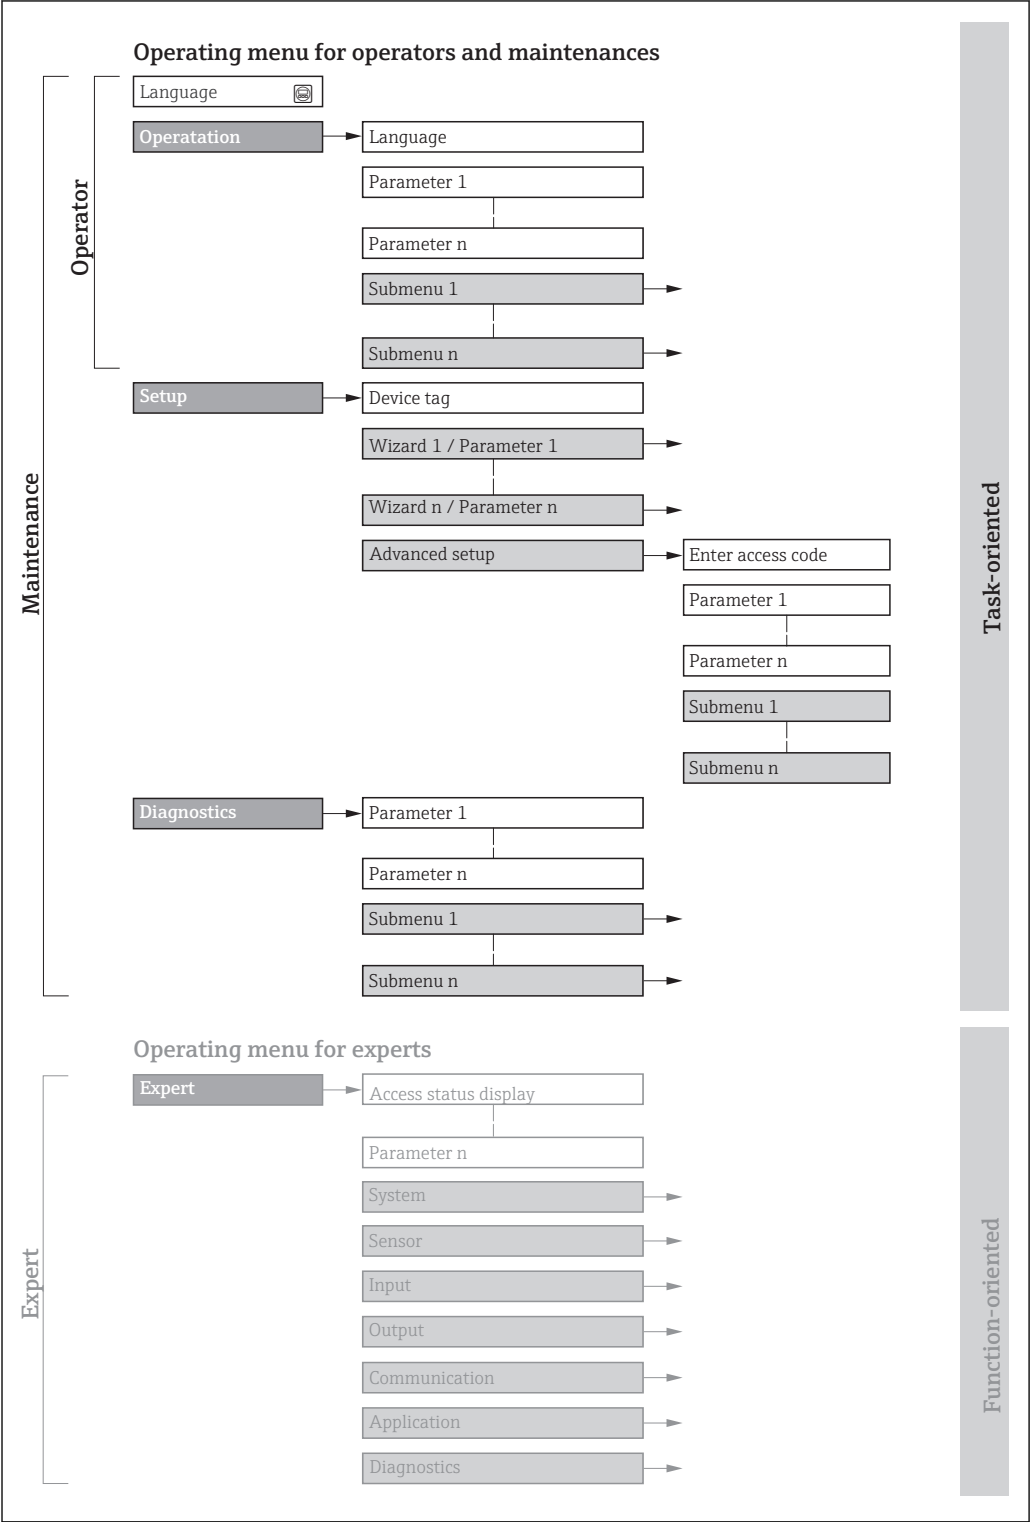 Operating menu for operators and maintenances
Language
Operatation
Language
Parameter 1
Parameter n
Submenu 1
Submenu n
Operator
Setup
Device tag
Wizard 1 / Parameter 1
Wizard n / Parameter n
Advanced setup
Enter access code
Parameter 1
Parameter n
Submenu 1
Submenu n
Maintenance
Task-oriented
Diagnostics
Parameter 1
Parameter n
Submenu 1
Submenu n
Operating menu for experts
Expert
Access status display
Parameter n
System
Sensor
Input
Output
Communication
Application
Diagnostics
Expert
Function-oriented